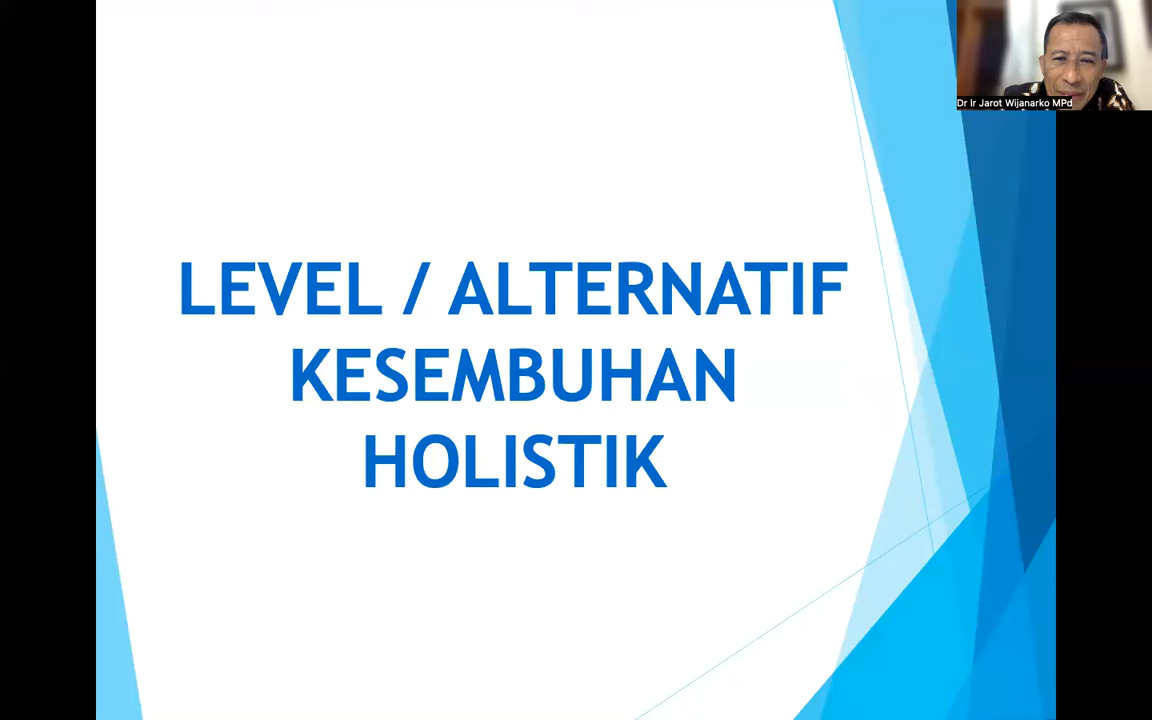 Dr Ir Jarot Wijanarko MPd
LEVEL / ALTERNATIF
KESEMBUHAN
HOLISTIK